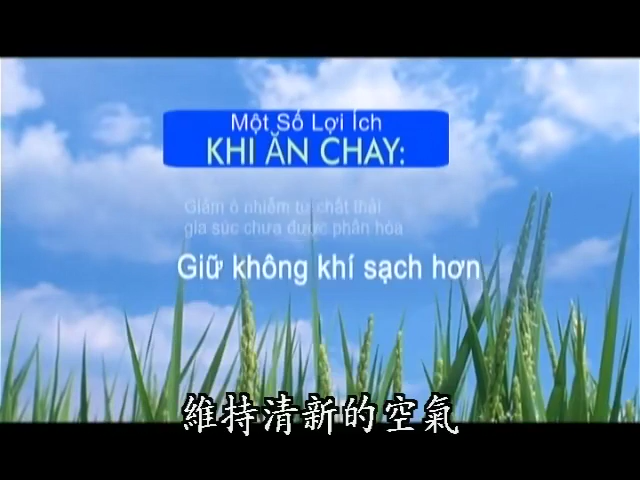 Một Số Lợi Ích
KHI ĂN CHAY:
Giảm ô nhiễm từ chất thải
gia súc chưa được phân hóa
Giữ không khí sạch hơn
維持清新的空氣